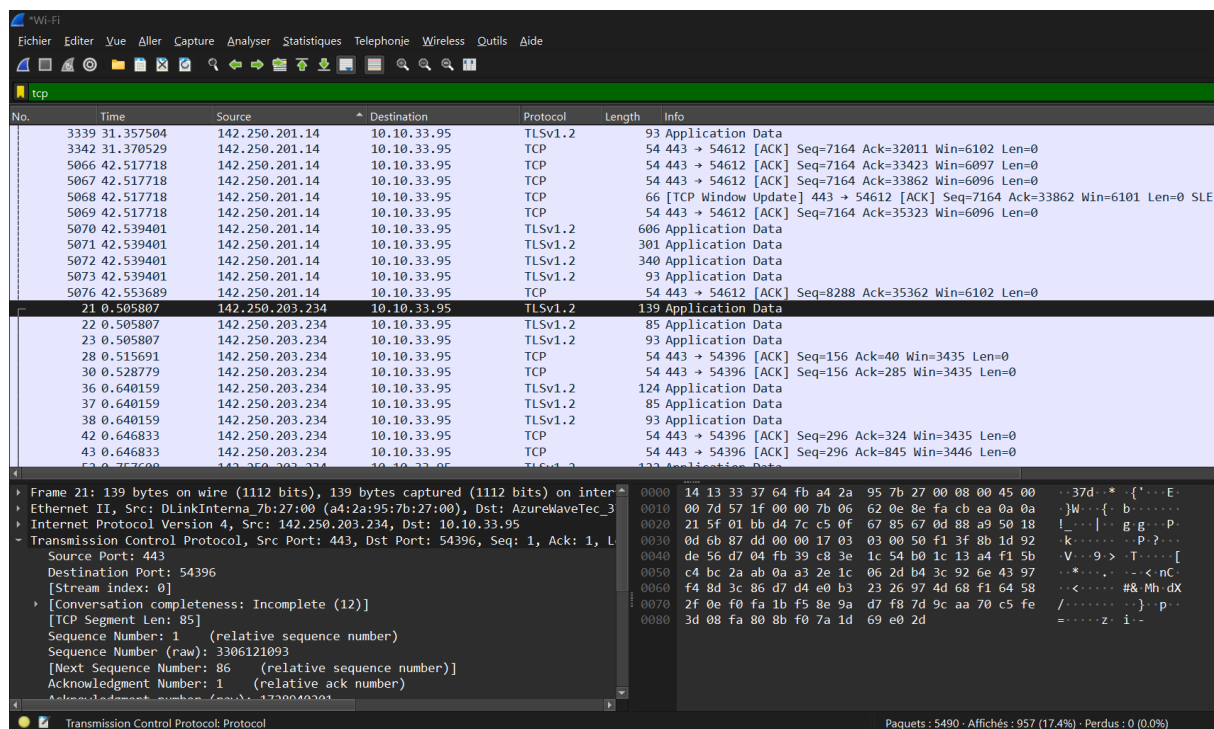 *Wi-Fi
Fichier Editer Vue Aller Capture Analyser Statistiques Telephonie Wireless Outils Aide
tcp
No. Time Source Destination Protocol Length Info
3339 31.357504 142.250.201.14 10.10.33.95 TLSv1.2 93 Application Data
3342 31.370529 142.250.201.14 10.10.33.95 TCP 54 443 → 54612 [ACK] Seq=7164 Ack=32011 Win=6102 Len=0
5066 42.517718 142.250.201.14 10.10.33.95 TCP 54 443 → 54612 [ACK] Seq=7164 Ack=33423 Win=6097 Len=0
5067 42.517718 142.250.201.14 10.10.33.95 TCP 54 443 → 54612 [ACK] Seq=7164 Ack=33862 Win=6096 Len=0
5068 42.517718 142.250.201.14 10.10.33.95 TCP 66 [TCP Window Update] 443 → 54612 [ACK] Seq=7164 Ack=33862 Win=6101 Len=0 SLE
5069 42.517718 142.250.201.14 10.10.33.95 TCP 54 443 → 54612 [ACK] Seq=7164 Ack=35323 Win=6096 Len=0
5070 42.539401 142.250.201.14 10.10.33.95 TLSv1.2 606 Application Data
5071 42.539401 142.250.201.14 10.10.33.95 TLSv1.2 301 Application Data
5072 42.539401 142.250.201.14 10.10.33.95 TLSv1.2 340 Application Data
5073 42.539401 142.250.201.14 10.10.33.95 TLSv1.2 93 Application Data
5076 42.553689 142.250.201.14 10.10.33.95 TCP 54 443 → 54612 [ACK] Seq=8288 Ack=35362 Win=6102 Len=0
21 0.505807 142.250.203.234 10.10.33.95 TLSv1.2 139 Application Data
22 0.505807 142.250.203.234 10.10.33.95 TLSv1.2 85 Application Data
23 0.505807 142.250.203.234 10.10.33.95 TLSv1.2 93 Application Data
28 0.515691 142.250.203.234 10.10.33.95 TCP 54 443 → 54396 [ACK] Seq=156 Ack=40 Win=3435 Len=0
30 0.528779 142.250.203.234 10.10.33.95 TCP 54 443 → 54396 [ACK] Seq=156 Ack=285 Win=3435 Len=0
36 0.640159 142.250.203.234 10.10.33.95 TLSv1.2 124 Application Data
37 0.640159 142.250.203.234 10.10.33.95 TLSv1.2 85 Application Data
38 0.640159 142.250.203.234 10.10.33.95 TLSv1.2 93 Application Data
42 0.646833 142.250.203.234 10.10.33.95 TCP 54 443 → 54396 [ACK] Seq=296 Ack=324 Win=3435 Len=0
43 0.646833 142.250.203.234 10.10.33.95 TCP 54 443 → 54396 [ACK] Seq=296 Ack=845 Win=3446 Len=0
Frame 21: 139 bytes on wire (1112 bits), 139 bytes captured (1112 bits) on inter
Ethernet II, Src: DLinkInterna_7b:27:00 (a4:2a:95:7b:27:00), Dst: AzureWaveTec_3
Internet Protocol Version 4, Src: 142.250.203.234, Dst: 10.10.33.95
Transmission Control Protocol, Src Port: 443, Dst Port: 54396, Seq: 1, Ack: 1, L
Source Port: 443
Destination Port: 54396
[Stream index: 0]
[Conversation completeness: Incomplete (12)]
[TCP Segment Len: 85]
Sequence Number: 1 (relative sequence number)
Sequence Number (raw): 3306121093
[Next Sequence Number: 86 (relative sequence number)]
Acknowledgment Number: 1 (relative ack number)
0000 14 13 33 37 64 fb a4 2a 95 7b 27 00 08 00 45 00 ··37d··* ·{'···E·
0010 00 7d 57 1f 00 00 7b 06 62 0e 8e fa cb ea 0a 0a ·}W···{· b·······
0020 21 5f 01 bb d4 7c c5 0f 67 85 67 0d 88 a9 50 18 !_···|·· g·g···P·
0030 0d 6b 87 dd 00 00 17 03 03 00 50 f1 3f 8b 1d 92 ·k······ ··P·?···
0040 de 56 d7 04 fb 39 c8 3e 1c 54 b0 1c 13 a4 f1 5b ·V···9·> ·T·····[
0050 c4 bc 2a ab 0a a3 2e 1c 06 2d b4 3c 92 6e 43 97 ··*···.· ·-·<·nC·
0060 f4 8d 3c 86 d7 d4 e0 b3 23 26 97 4d 68 f1 64 58 ··<····· #&·Mh·dX
0070 2f 0e f0 fa 1b f5 8e 9a d7 f8 7d 9c aa 70 c5 fe /······· ··}··p··
0080 3d 08 fa 80 8b f0 7a 1d 69 e0 2d =·····z· i·-
Transmission Control Protocol: Protocol
Paquets : 5490 · Affichés : 957 (17.4%) · Perdus : 0 (0.0%)